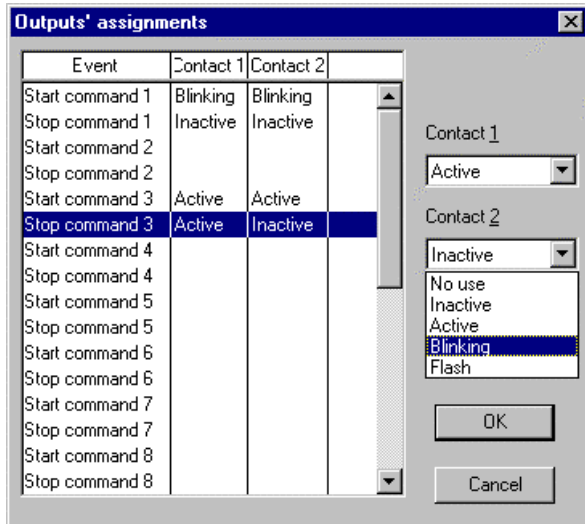 Outputs' assignments
Event Contact 1 Contact 2
Start command 1 Blinking Blinking
Stop command 1 Inactive Inactive
Start command 2
Stop command 2
Start command 3 Active Active
Stop command 3 Active Inactive
Start command 4
Stop command 4
Start command 5
Stop command 5
Start command 6
Stop command 6
Start command 7
Stop command 7
Start command 8
Stop command 8
Contact 1
Active
Contact 2
Inactive
No use
Inactive
Active
Blinking
Flash
OK
Cancel